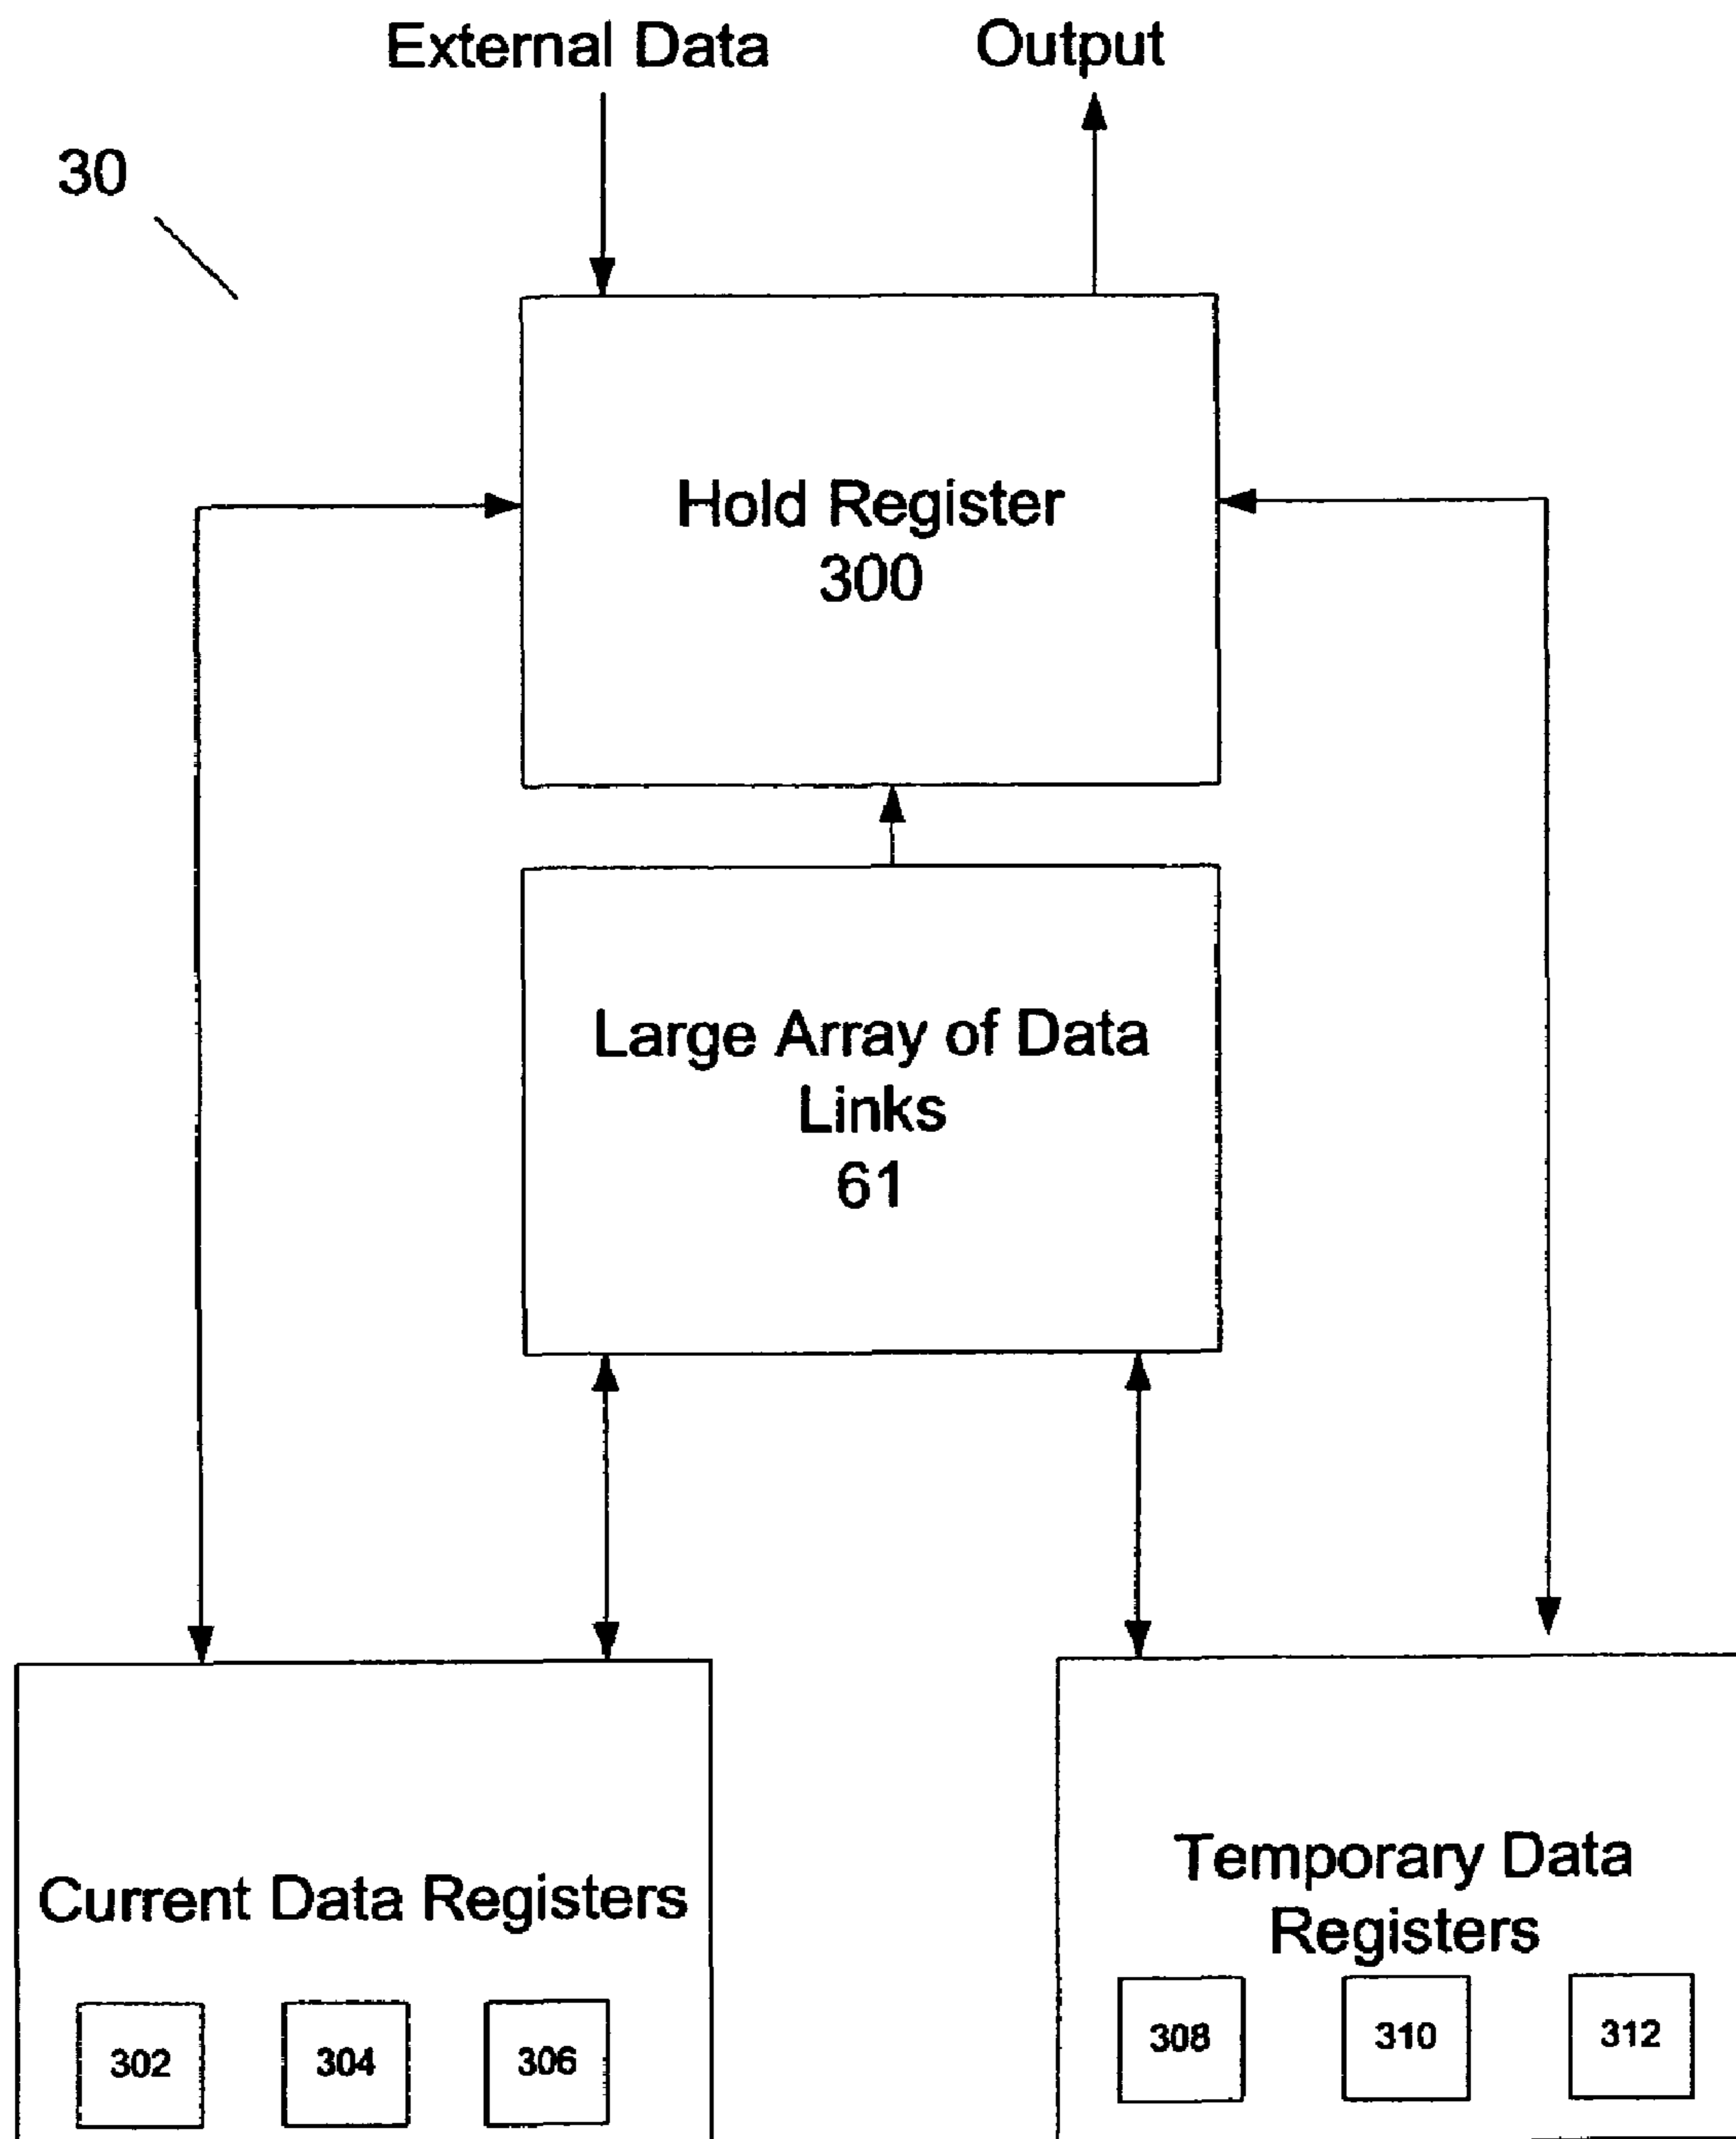 External Data
Output
30
Hold Register
300
Large Array of Data
Links
61
Current Data Registers
302
304
306
Temporary Data
Registers
308
310
312